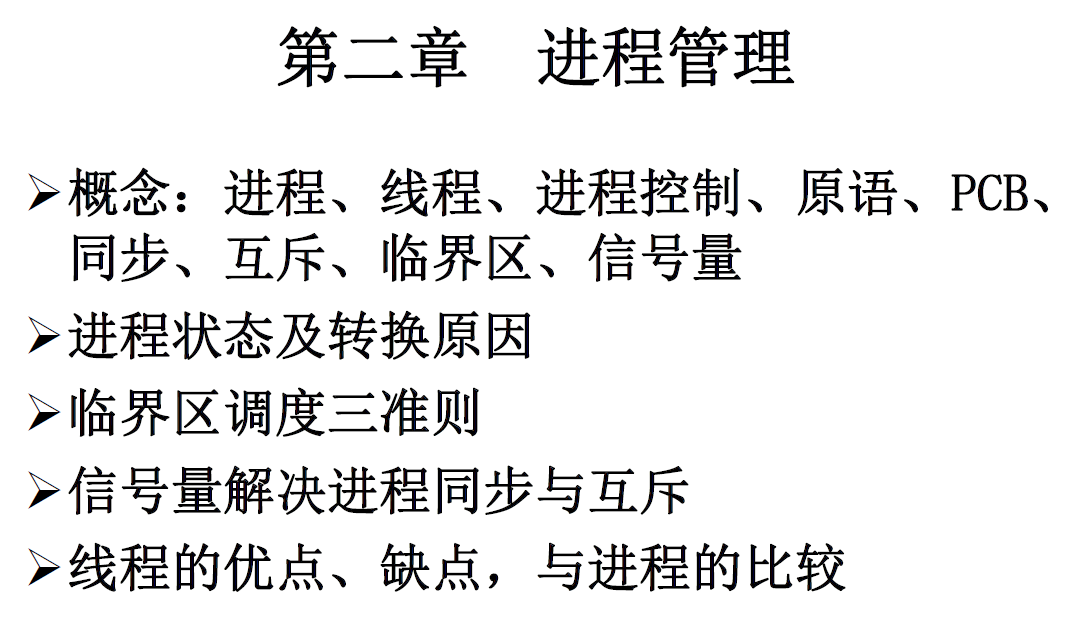 第二章　进程管理
➢概念：进程、线程、进程控制、原语、PCB、
同步、互斥、临界区、信号量
➢进程状态及转换原因
➢临界区调度三准则
➢信号量解决进程同步与互斥
➢线程的优点、缺点，与进程的比较